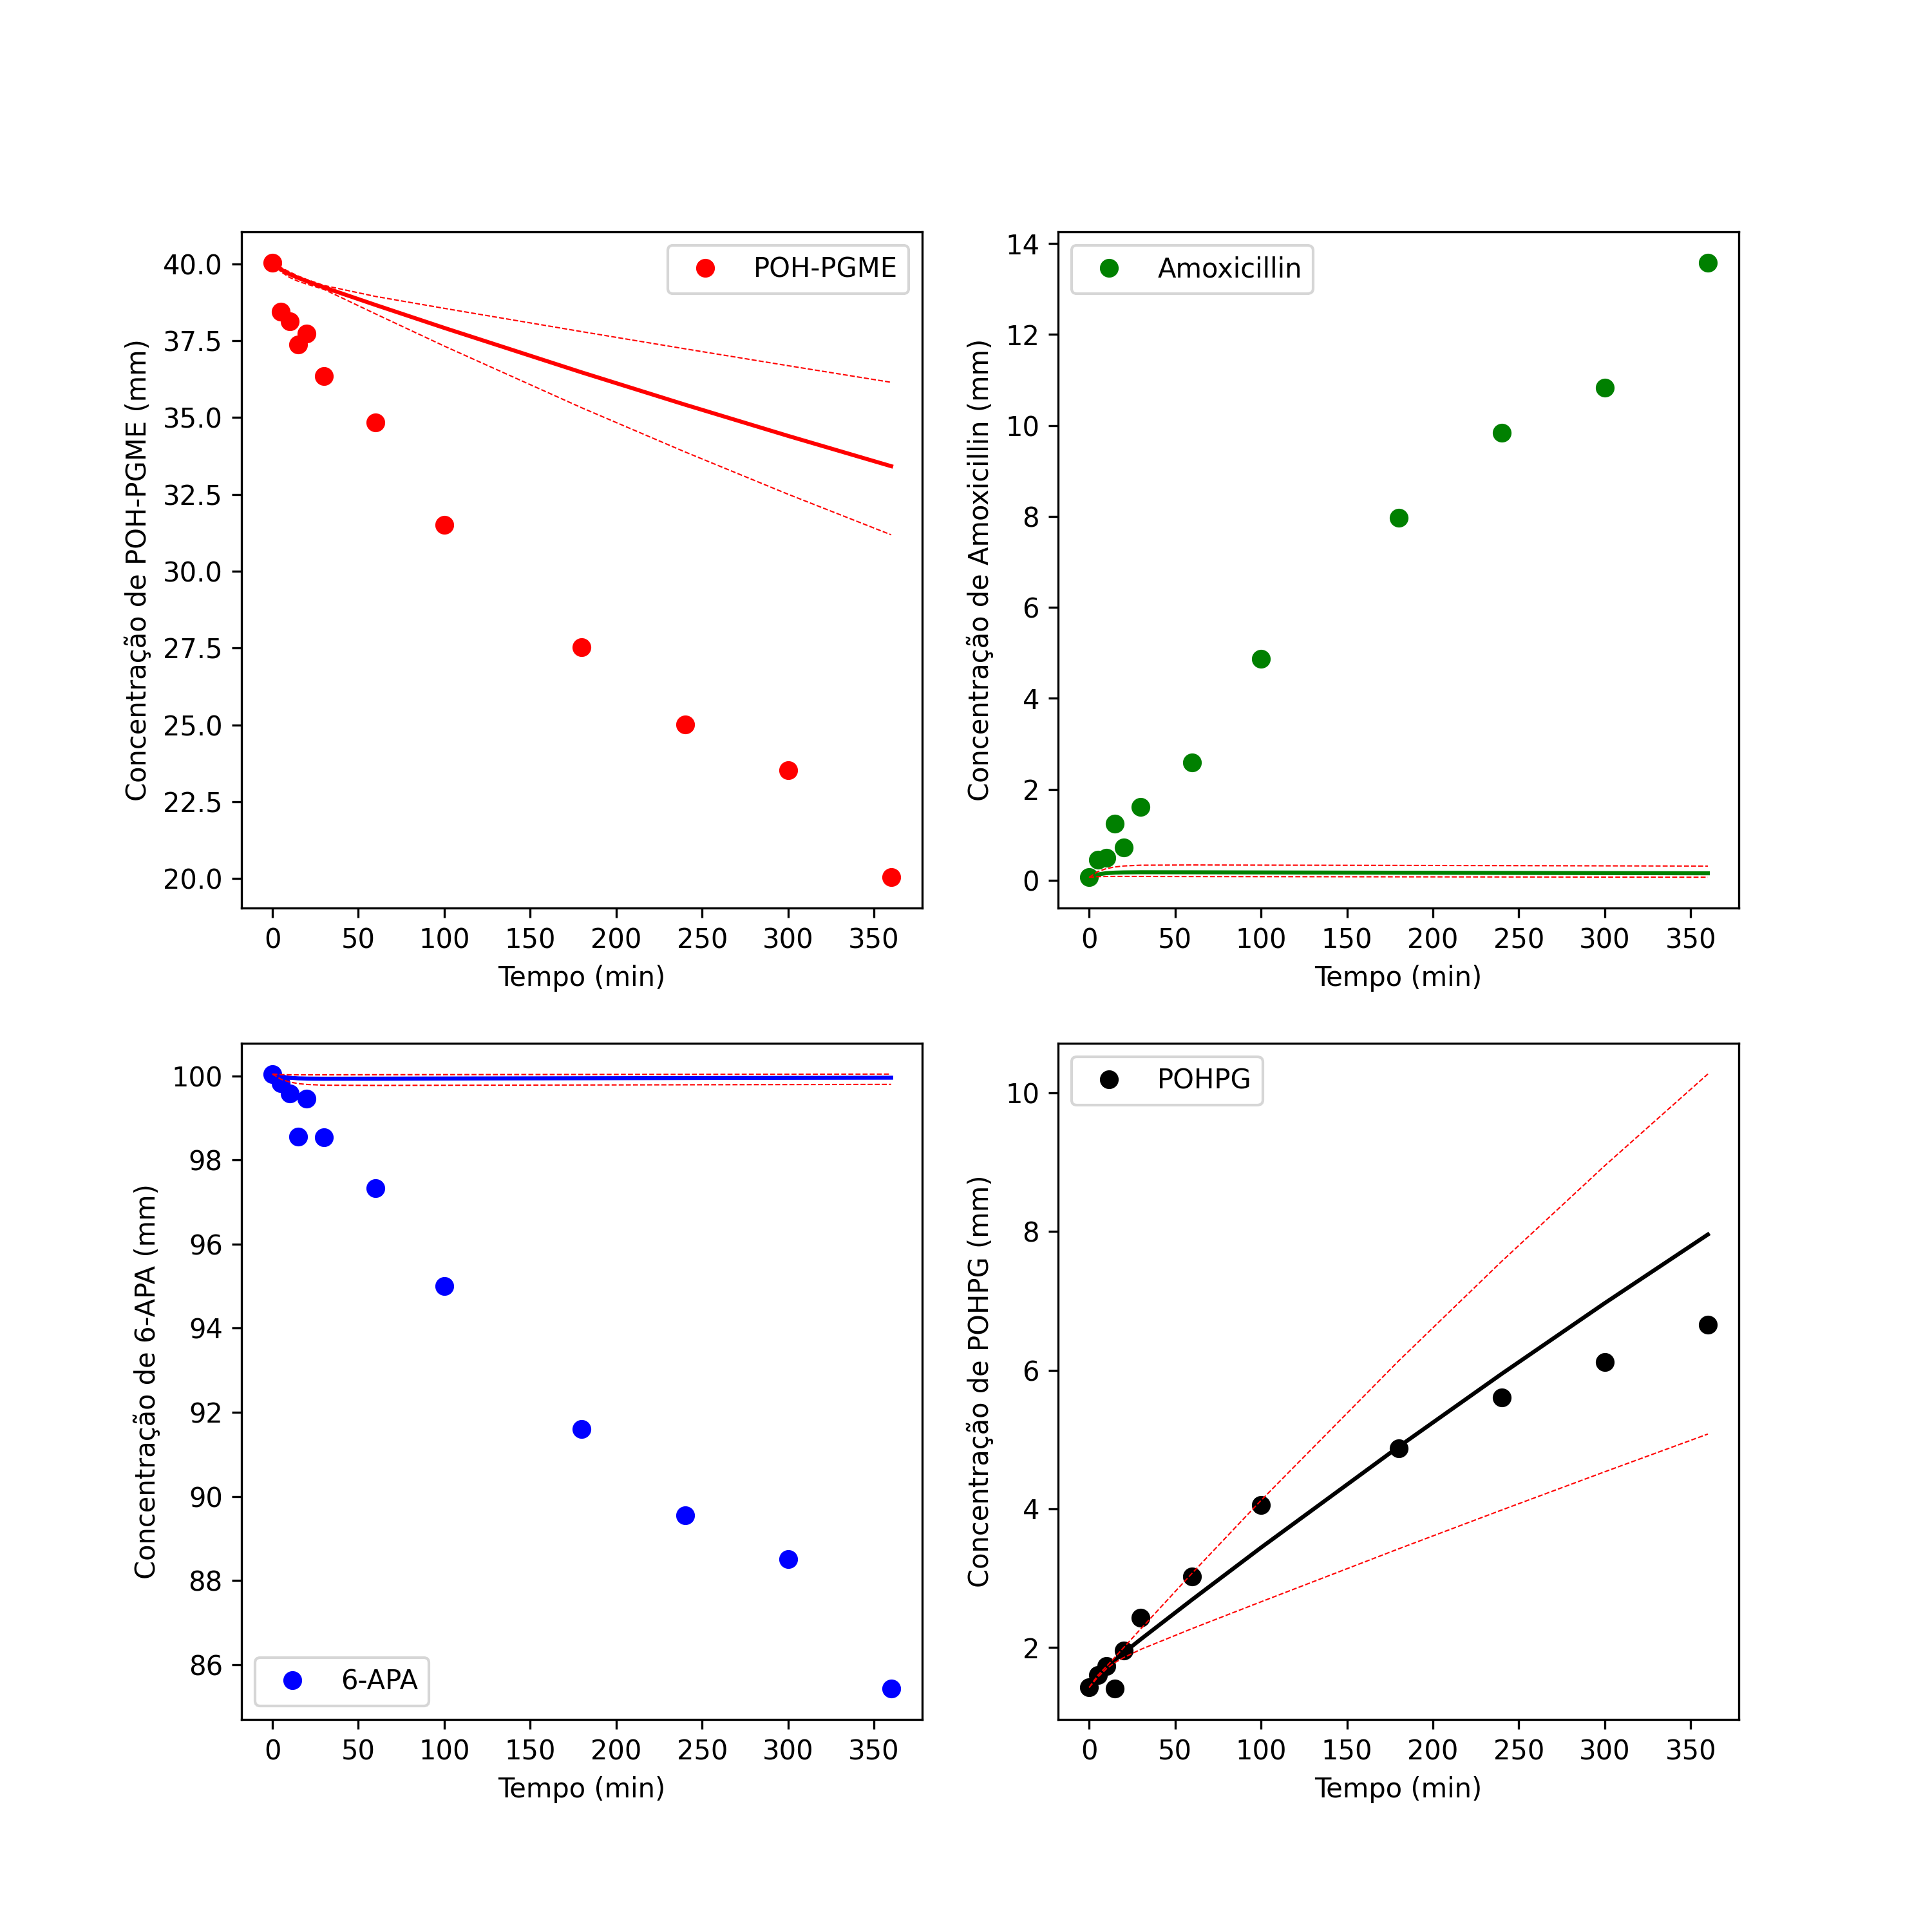 POH-PGME
Concentração de POH-PGME (mm)
40.0
37.5
35.0
32.5
30.0
27.5
25.0
22.5
20.0
0 50 100 150 200 250 300 350
Tempo (min)
Amoxicillin
Concentração de Amoxicillin (mm)
14
12
10
8
6
4
2
0
0 50 100 150 200 250 300 350
Tempo (min)
6-APA
Concentração de 6-APA (mm)
100
98
96
94
92
90
88
86
0 50 100 150 200 250 300 350
Tempo (min)
POHPG
Concentração de POHPG (mm)
10
8
6
4
2
0 50 100 150 200 250 300 350
Tempo (min)